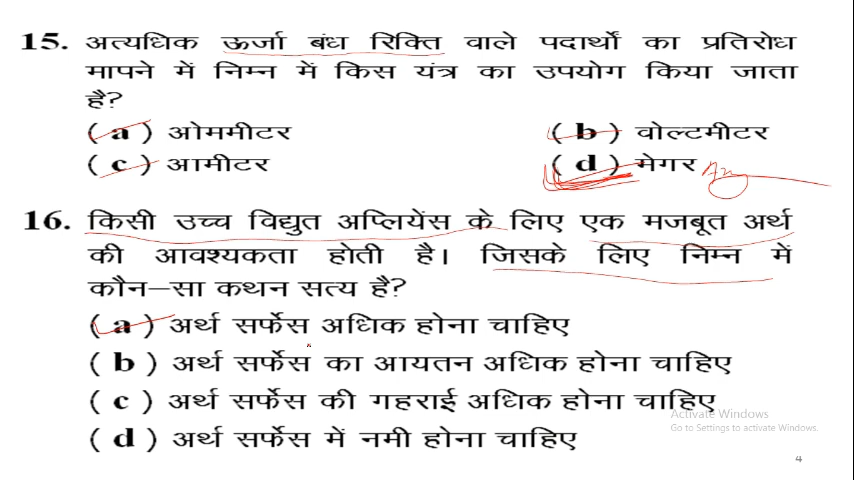 15. अत्यधिक ऊर्जा बंध रिक्ति वाले पदार्थों का प्रतिरोध
मापने में निम्न में किस यंत्र का उपयोग किया जाता
है?
(a) ओममीटर (b) वोल्टमीटर
(c) आमीटर (d) मेगर Ans
16. किसी उच्च विद्युत अप्लियेंस के लिए एक मजबूत अर्थ
की आवश्यकता होती है। जिसके लिए निम्न में
कौन–सा कथन सत्य है?
(a) अर्थ सर्फेस अधिक होना चाहिए
(b) अर्थ सर्फेस का आयतन अधिक होना चाहिए
(c) अर्थ सर्फेस की गहराई अधिक होना चाहिए
(d) अर्थ सर्फेस में नमी होना चाहिए
Activate Windows
Go to Settings to activate Windows.
4